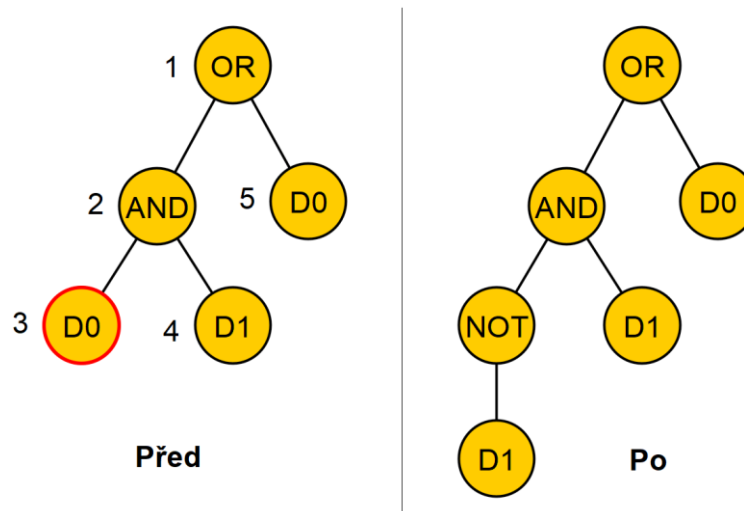 1 OR
2 AND 5 D0
3 D0 4 D1
Před
OR
AND D0
NOT D1
D1
Po